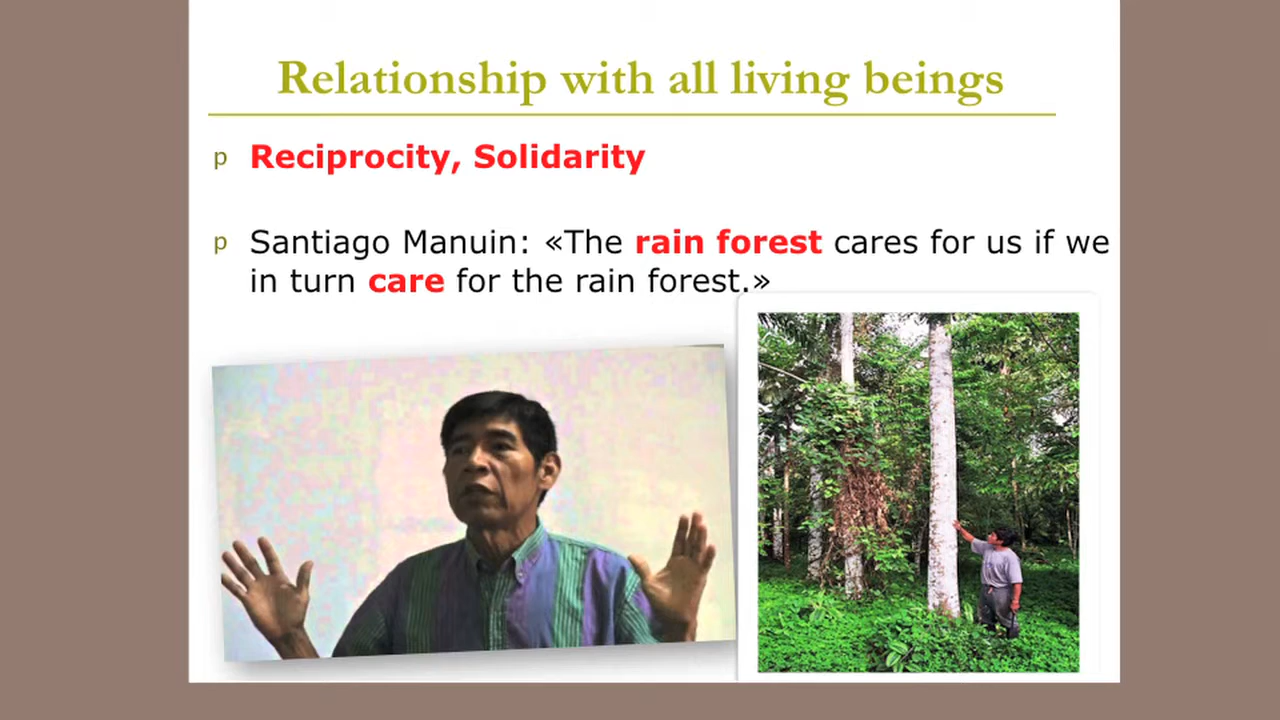 Relationship with all living beings
p Reciprocity, Solidarity
p Santiago Manuin: «The rain forest cares for us if we
in turn care for the rain forest.»